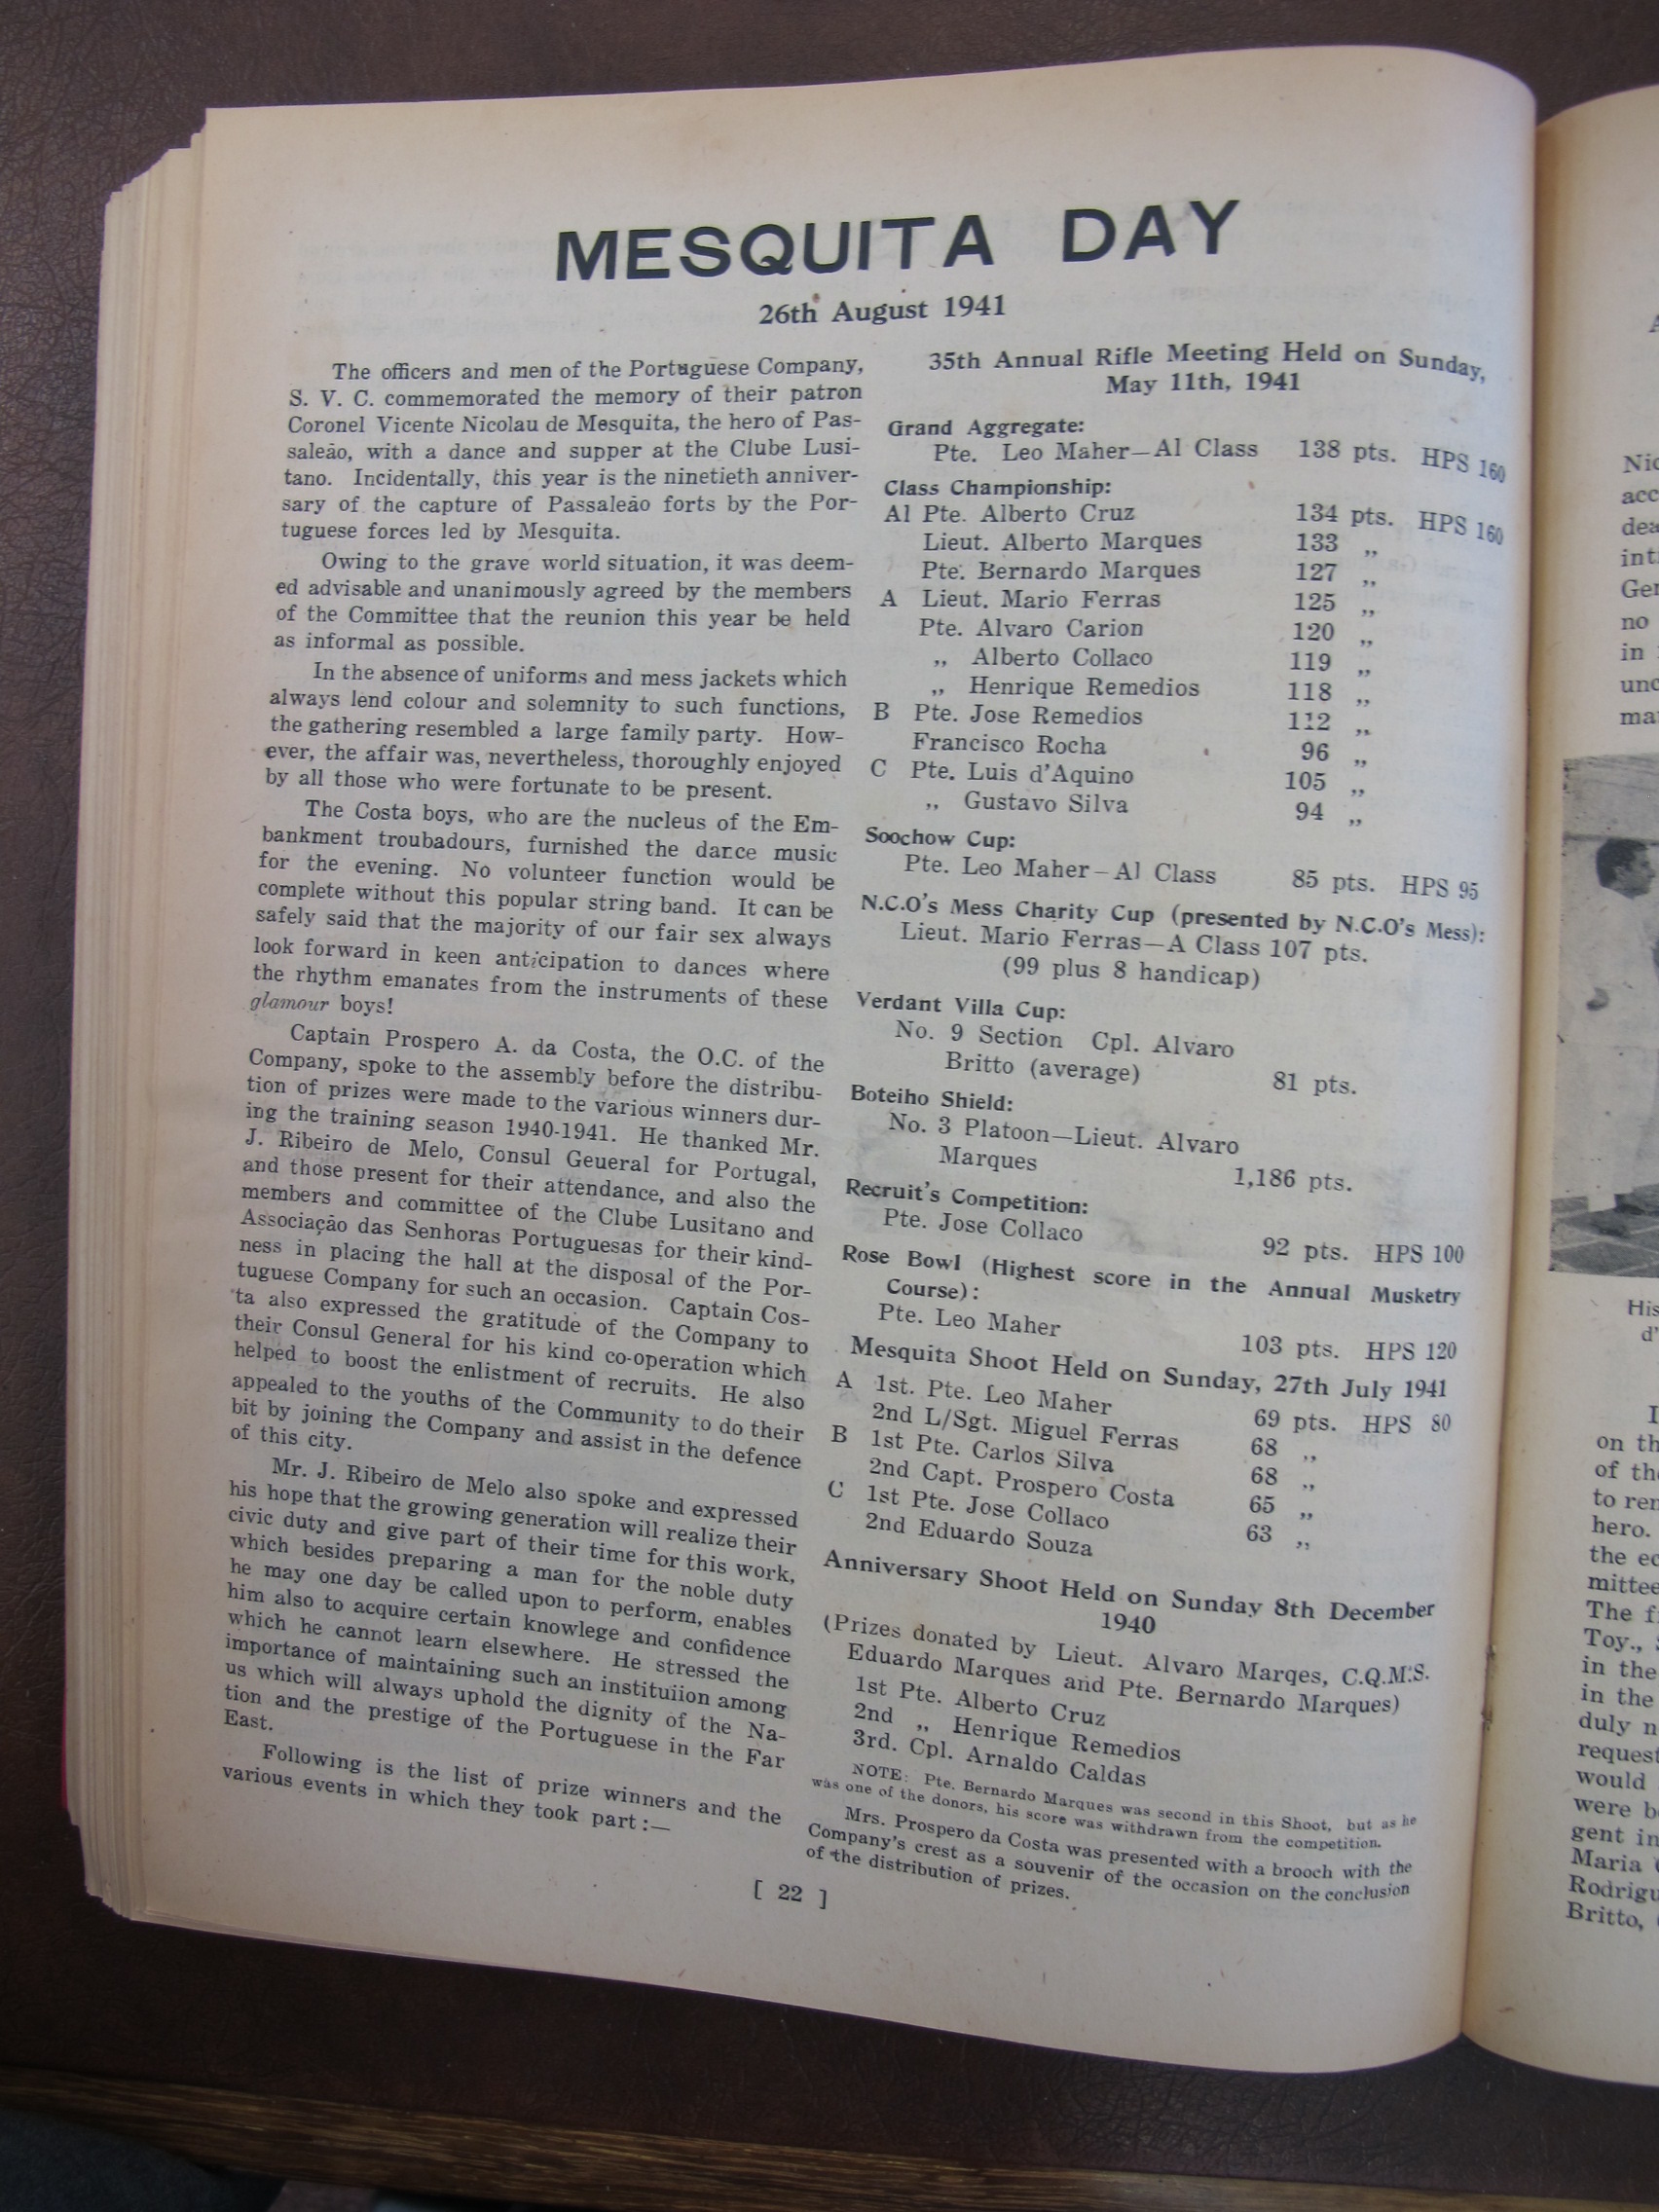 MESQUITA DAY
26th August 1941
The officers and men of the Portuguese Company,
S. V. C. commemorated the memory of their patron
Coronel Vicente Nicolau de Mesquita, the hero of Pas-
saleão, with a dance and supper at the Clube Lusi-
tano. Incidentally, this year is the ninetieth anniver-
sary of the capture of Passaleão forts by the Por-
tuguese forces led by Mesquita.
Owing to the grave world situation, it was deem-
ed advisable and unanimously agreed by the members
of the Committee that the reunion this year be held
as informal as possible.
In the absence of uniforms and mess jackets which
always lend colour and solemnity to such functions,
the gathering resembled a large family party. How-
ever, the affair was, nevertheless, thoroughly enjoyed
by all those who were fortunate to be present.
The Costa boys, who are the nucleus of the Em-
bankment troubadours, furnished the dance music
for the evening. No volunteer function would be
complete without this popular string band. It can be
safely said that the majority of our fair sex always
look forward in keen anticipation to dances where
the rhythm emanates from the instruments of these
glamour boys!
Captain Prospero A. da Costa, the O.C. of the
Company, spoke to the assembly before the distribu-
tion of prizes were made to the various winners dur-
ing the training season 1940-1941. He thanked Mr.
J. Ribeiro de Melo, Consul Geueral for Portugal,
and those present for their attendance, and also the
members and committee of the Clube Lusitano and
Associação das Senhoras Portuguesas for their kind-
ness in placing the hall at the disposal of the Por-
tuguese Company for such an occasion. Captain Cos-
ta also expressed the gratitude of the Company to
their Consul General for his kind co-operation which
helped to boost the enlistment of recruits. He also
appealed to the youths of the Community to do their
bit by joining the Company and assist in the defence
of this city.
Mr. J. Ribeiro de Melo also spoke and expressed
his hope that the growing generation will realize their
civic duty and give part of their time for this work,
which besides preparing a man for the noble duty
he may one day be called upon to perform, enables
him also to acquire certain knowlege and confidence
which he cannot learn elsewhere. He stressed the
importance of maintaining such an instituiion among
us which will always uphold the dignity of the Na-
tion and the prestige of the Portuguese in the Far
East.
Following is the list of prize winners and the
various events in which they took part :—
35th Annual Rifle Meeting Held on Sunday,
May 11th, 1941
Grand Aggregate:
Pte. Leo Maher—Al Class 138 pts. HPS 160
Class Championship:
Al Pte. Alberto Cruz 134 pts. HPS 160
Lieut. Alberto Marques 133 ,,
Pte. Bernardo Marques 127 ,,
A Lieut. Mario Ferras 125 ,,
Pte. Alvaro Carion 120 ,,
,, Alberto Collaco 119 ,,
,, Henrique Remedios 118 ,,
B Pte. Jose Remedios 112 ,,
Francisco Rocha 96 ,,
C Pte. Luis d'Aquino 105 ,,
,, Gustavo Silva 94 ,,
Soochow Cup:
Pte. Leo Maher—Al Class 85 pts. HPS 95
N.C.O's Mess Charity Cup (presented by N.C.O's Mess):
Lieut. Mario Ferras—A Class 107 pts.
(99 plus 8 handicap)
Verdant Villa Cup:
No. 9 Section Cpl. Alvaro
Britto (average) 81 pts.
Boteiho Shield:
No. 3 Platoon—Lieut. Alvaro
Marques 1,186 pts.
Recruit's Competition:
Pte. Jose Collaco 92 pts. HPS 100
Rose Bowl (Highest score in the Annual Musketry
Course) :
Pte. Leo Maher 103 pts. HPS 120
Mesquita Shoot Held on Sunday, 27th July 1941
A 1st. Pte. Leo Maher 69 pts. HPS 80
2nd L/Sgt. Miguel Ferras 68 ,,
B 1st Pte. Carlos Silva 68 ,,
2nd Capt. Prospero Costa 65 ,,
C 1st Pte. Jose Collaco 63 ,,
2nd Eduardo Souza
Anniversary Shoot Held on Sunday 8th December
1940
(Prizes donated by Lieut. Alvaro Marqes, C.Q.M.S.
Eduardo Marques and Pte. Bernardo Marques)
1st Pte. Alberto Cruz
2nd ,, Henrique Remedios
3rd. Cpl. Arnaldo Caldas
NOTE: Pte. Bernardo Marques was second in this Shoot, but as he
was one of the donors, his score was withdrawn from the competition.
Mrs. Prospero da Costa was presented with a brooch with the
Company's crest as a souvenir of the occasion on the conclusion
of the distribution of prizes.
[ 22 ]
Nic
acc
dea
int
Ger
no
in
unc
ma
His
d'
I
on th
of the
to ren
hero.
the ec
mittee
The f
Toy.,
in the
in the
duly n
request
would
were b
gent in
Maria
Rodrigu
Britto,